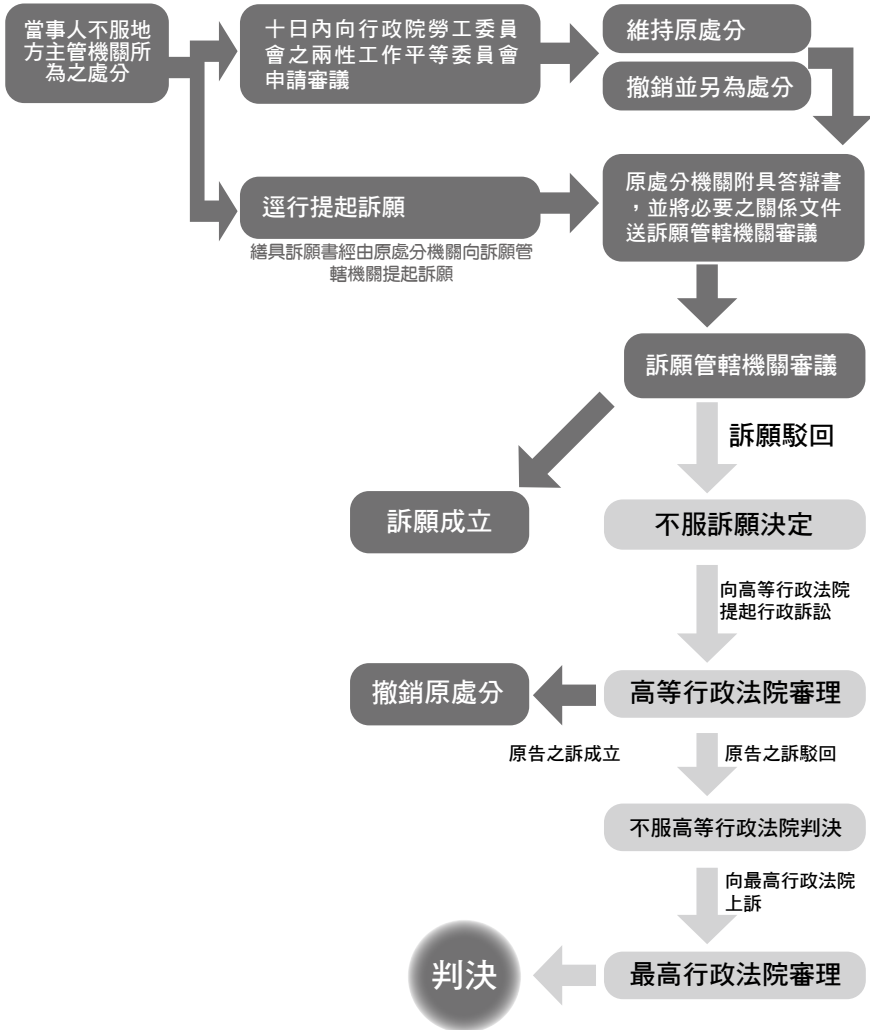 當事人不服地
方主管機關所
為之處分
十日內向行政院勞工委員
會之兩性工作平等委員會
申請審議
維持原處分
撤銷並另為處分
逕行提起訴願
繕具訴願書經由原處分機關向訴願管
轄機關提起訴願
原處分機關附具答辯書
，並將必要之關係文件
送訴願管轄機關審議
訴願管轄機關審議
訴願駁回
訴願成立
不服訴願決定
向高等行政法院
提起行政訴訟
撤銷原處分
高等行政法院審理
原告之訴成立
原告之訴駁回
不服高等行政法院判決
向最高行政法院
上訴
判決
最高行政法院審理